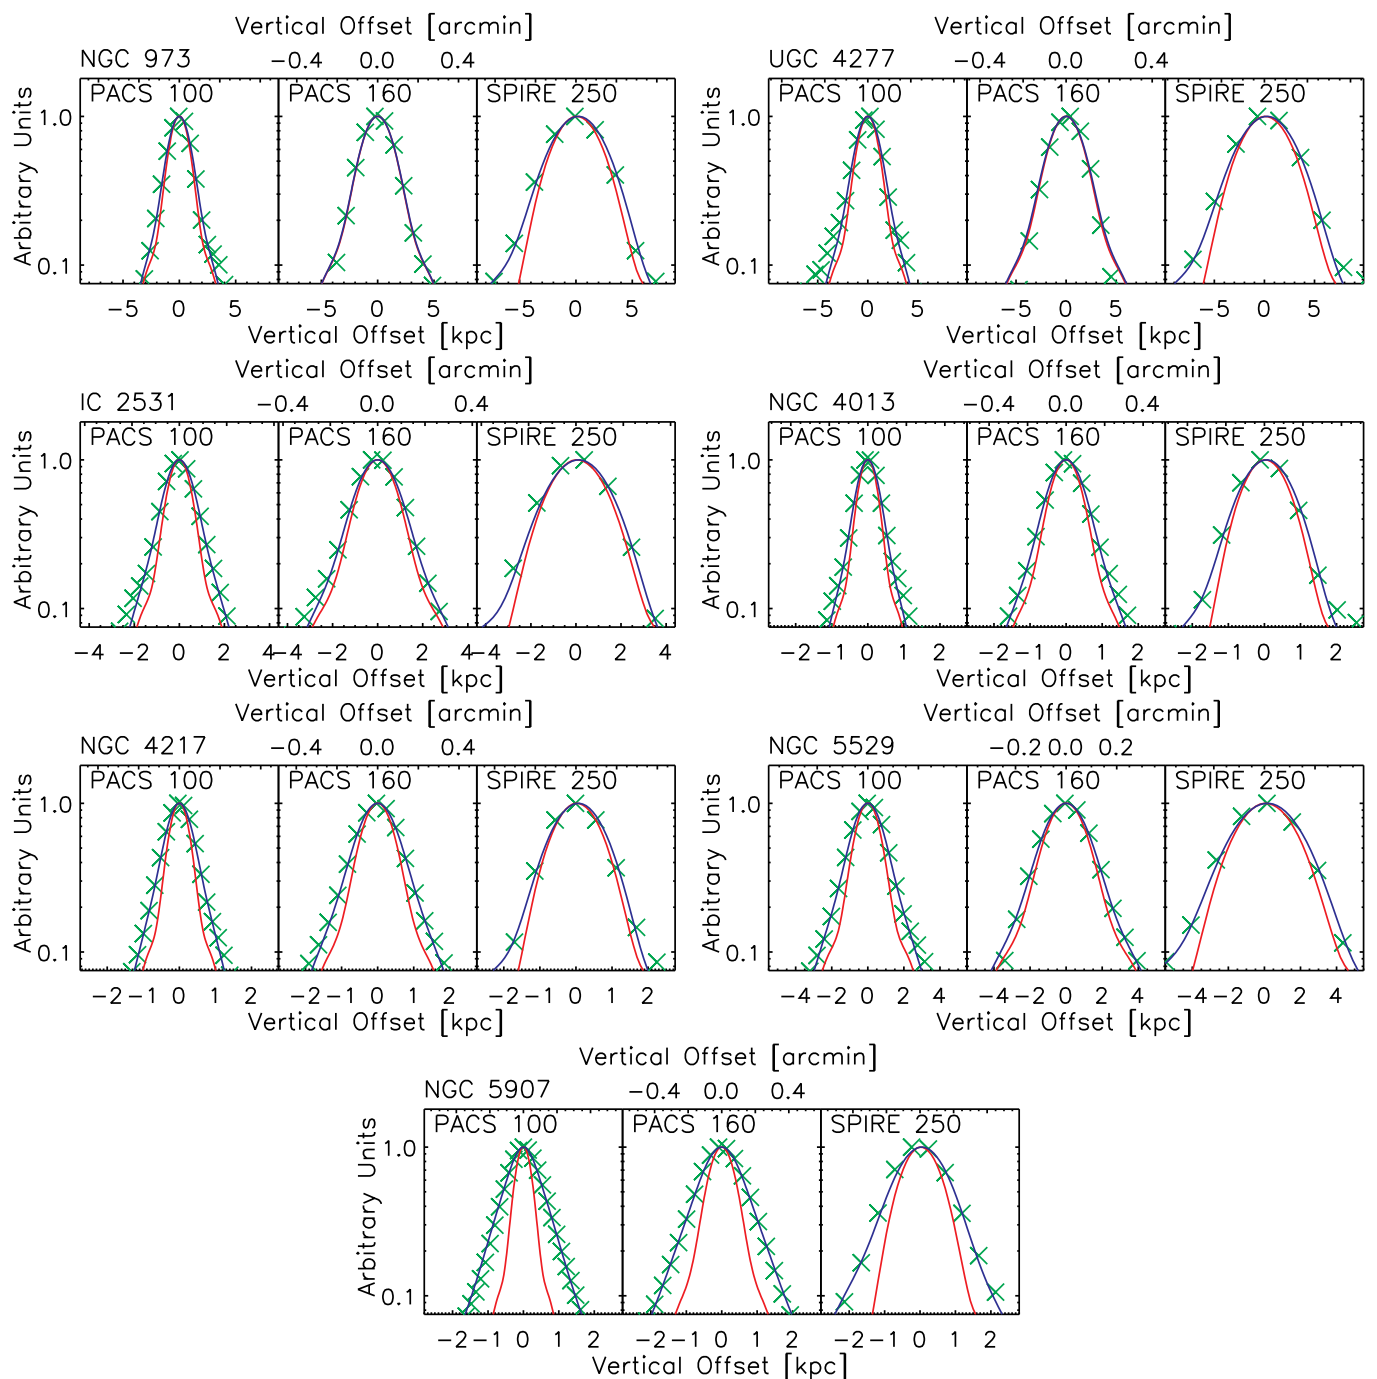 Vertical Offset [arcmin]
NGC 973 −0.4 0.0 0.4
PACS 100 PACS 160 SPIRE 250
Arbitrary Units
1.0
0.1
−5 0 5 −5 0 5 −5 0 5
Vertical Offset [kpc]
Vertical Offset [arcmin]
UGC 4277 −0.4 0.0 0.4
PACS 100 PACS 160 SPIRE 250
Arbitrary Units
1.0
0.1
−5 0 5 −5 0 5 −5 0 5
Vertical Offset [kpc]
Vertical Offset [arcmin]
IC 2531 −0.4 0.0 0.4
PACS 100 PACS 160 SPIRE 250
Arbitrary Units
1.0
0.1
−4 −2 0 2 4 −4 −2 0 2 4 −4 −2 0 2 4
Vertical Offset [kpc]
Vertical Offset [arcmin]
NGC 4013 −0.4 0.0 0.4
PACS 100 PACS 160 SPIRE 250
Arbitrary Units
1.0
0.1
−2 −1 0 1 2 −2 −1 0 1 2 −2 −1 0 1 2
Vertical Offset [kpc]
Vertical Offset [arcmin]
NGC 4217 −0.4 0.0 0.4
PACS 100 PACS 160 SPIRE 250
Arbitrary Units
1.0
0.1
−2 −1 0 1 2 −2 −1 0 1 2 −2 −1 0 1 2
Vertical Offset [kpc]
Vertical Offset [arcmin]
NGC 5529 −0.2 0.0 0.2
PACS 100 PACS 160 SPIRE 250
Arbitrary Units
1.0
0.1
−4 −2 0 2 4 −4 −2 0 2 4 −4 −2 0 2 4
Vertical Offset [kpc]
Vertical Offset [arcmin]
NGC 5907 −0.4 0.0 0.4
PACS 100 PACS 160 SPIRE 250
Arbitrary Units
1.0
0.1
−2 −1 0 1 2 −2 −1 0 1 2 −2 −1 0 1 2
Vertical Offset [kpc]